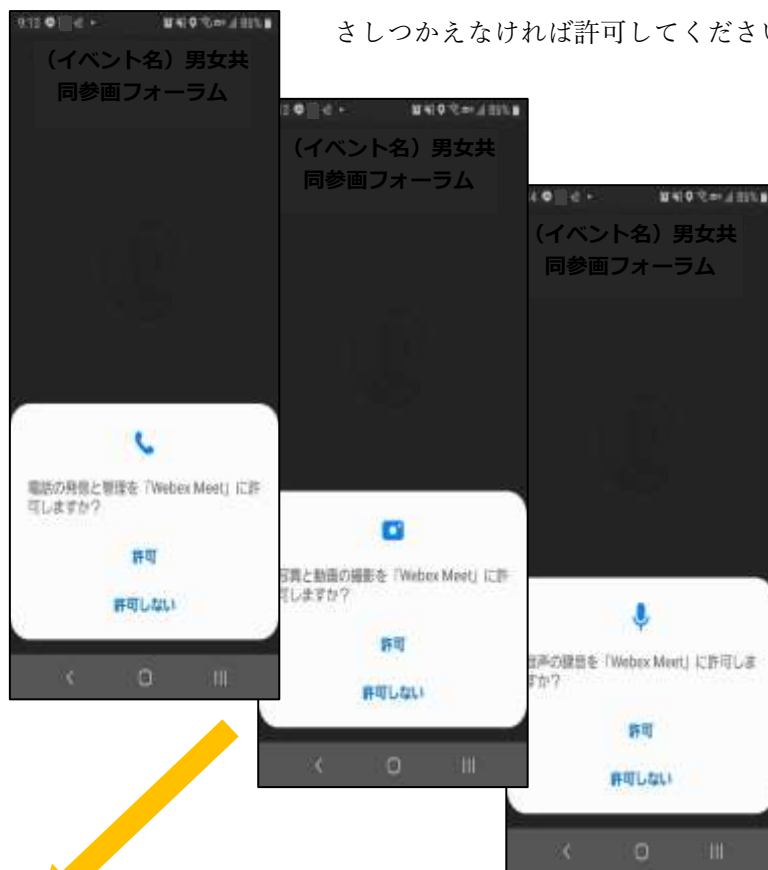 さしつかえなければ許可してください
9:13
(イベント名) 男女共
同参画フォーラム
電話の発信と管理を「Webex Meet」に許
可しますか?
許可
許可しない
(イベント名) 男女共
同参画フォーラム
写真と動画の撮影を「Webex Meet」に許
可しますか?
許可
許可しない
(イベント名) 男女共
同参画フォーラム
音声の録音を「Webex Meet」に許可しま
すか?
許可
許可しない